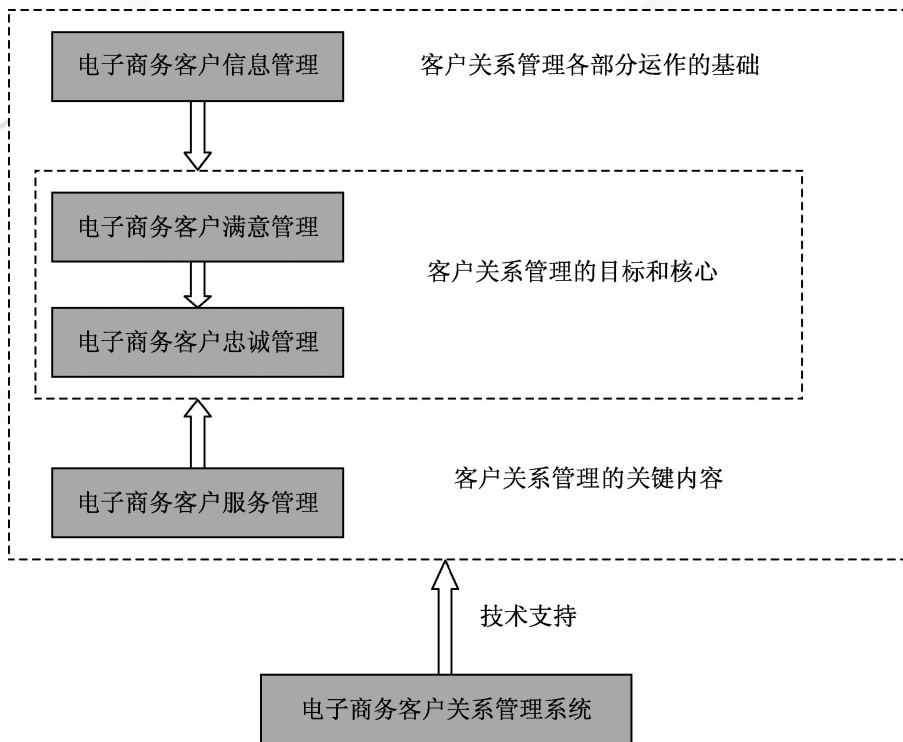 电子商务客户信息管理
客户关系管理各部分运作的基础
电子商务客户满意管理
客户关系管理的目标和核心
电子商务客户忠诚管理
客户关系管理的关键内容
电子商务客户服务管理
技术支持
电子商务客户关系管理系统